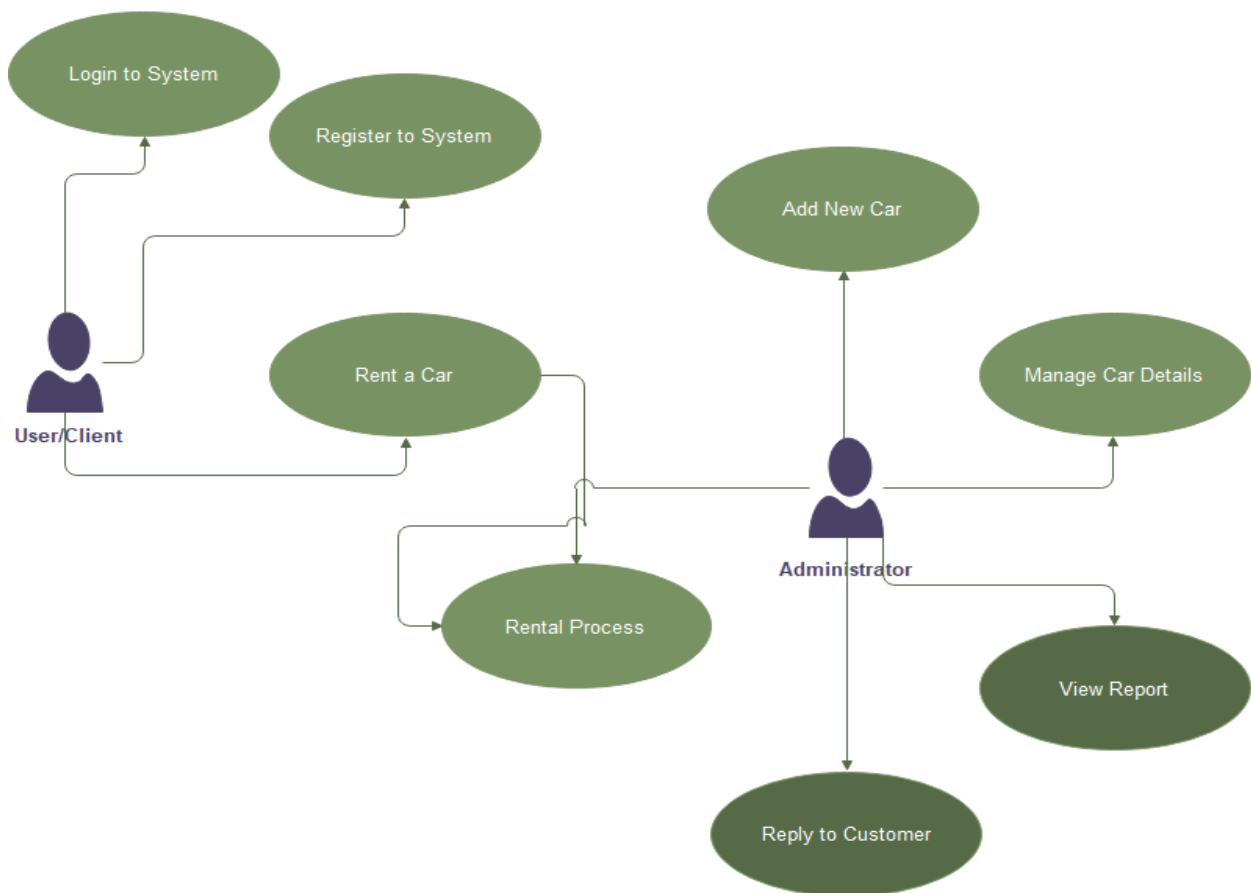 Login to System
Register to System
Add New Car
Rent a Car
Manage Car Details
User/Client
Administrator
Rental Process
View Report
Reply to Customer